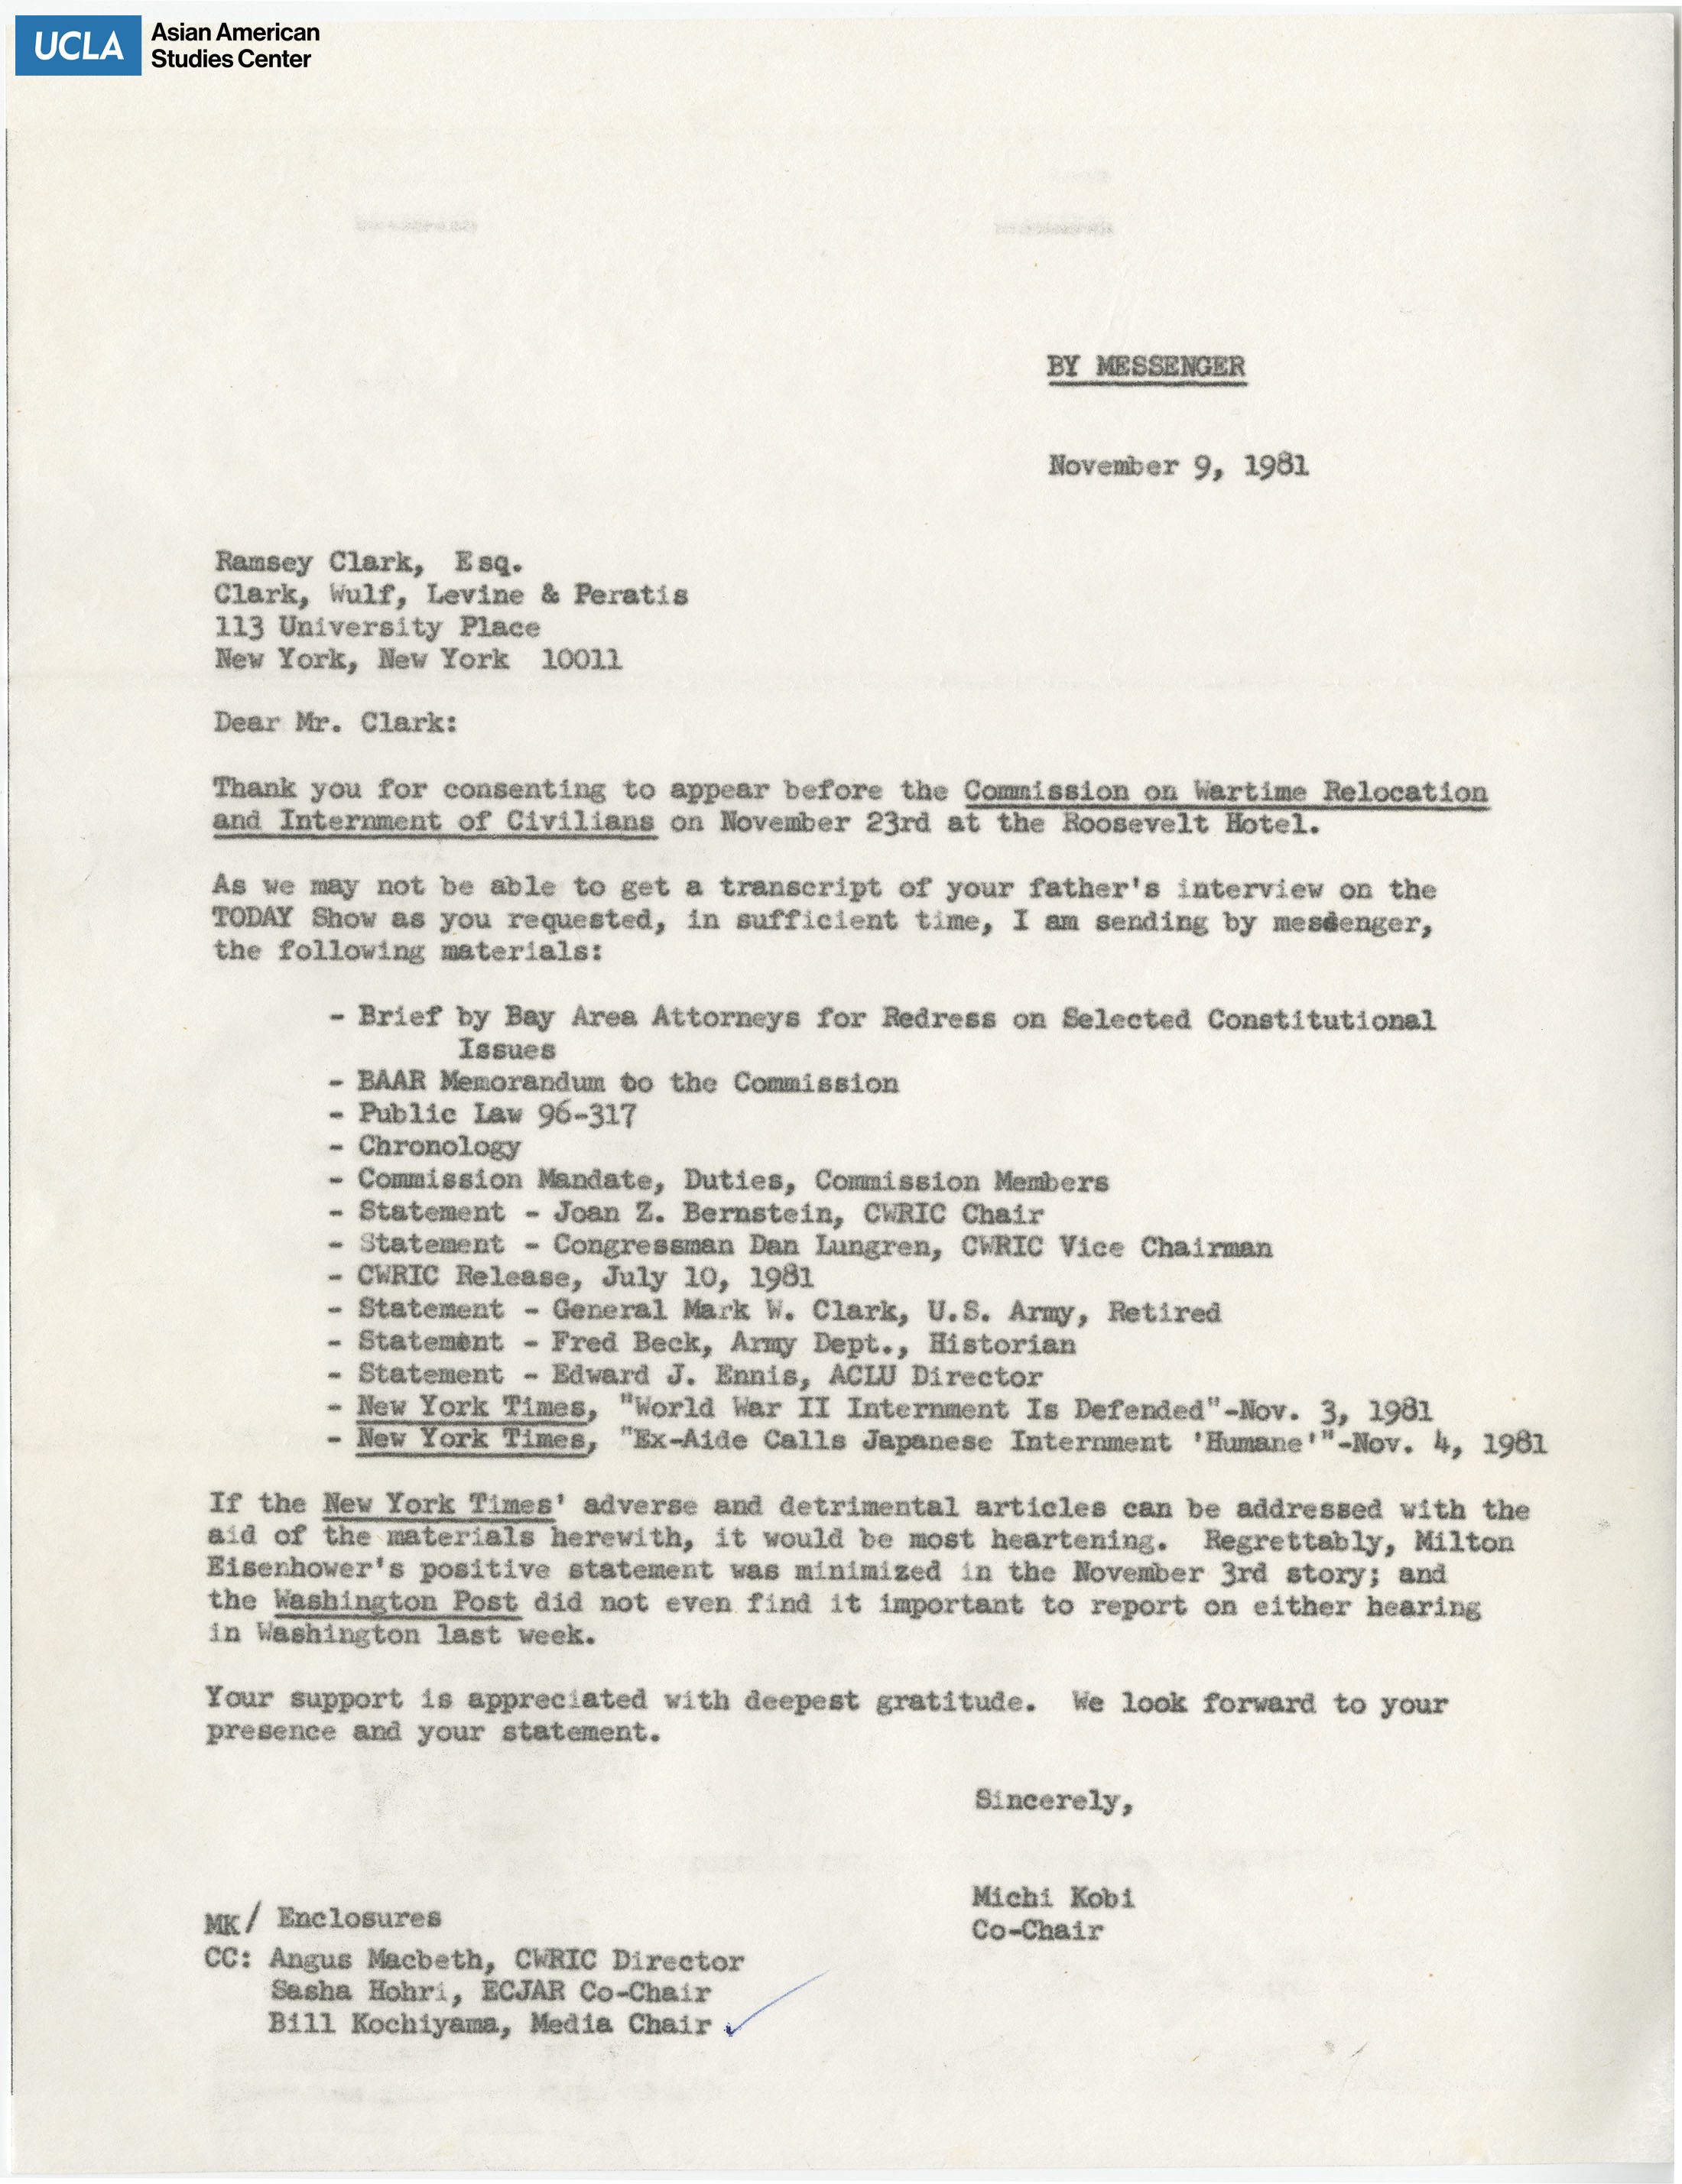 UCLA Asian American
Studies Center
BY MESSENGER
November 9, 1981
Ramsey Clark, Esq.
Clark, Wulf, Levine & Peratis
113 University Place
New York, New York 10011
Dear Mr. Clark:
Thank you for consenting to appear before the Commission on Wartime Relocation
and Internment of Civilians on November 23rd at the Roosevelt Hotel.
As we may not be able to get a transcript of your father's interview on the
TODAY Show as you requested, in sufficient time, I am sending by messenger,
the following materials:
- Brief by Bay Area Attorneys for Redress on Selected Constitutional
Issues
- BAAR Memorandum to the Commission
- Public Law 96-317
- Chronology
- Commission Mandate, Duties, Commission Members
- Statement - Joan Z. Bernstein, CWRIC Chair
- Statement - Congressman Dan Lungren, CWRIC Vice Chairman
- CWRIC Release, July 10, 1981
- Statement - General Mark W. Clark, U.S. Army, Retired
- Statement - Fred Beck, Army Dept., Historian
- Statement - Edward J. Ennis, ACLU Director
- New York Times, "World War II Internment Is Defended"-Nov. 3, 1981
- New York Times, "Ex-Aide Calls Japanese Internment 'Humane'"-Nov. 4, 1981
If the New York Times' adverse and detrimental articles can be addressed with the
aid of the materials herewith, it would be most heartening. Regrettably, Milton
Eisenhower's positive statement was minimized in the November 3rd story; and
the Washington Post did not even find it important to report on either hearing
in Washington last week.
Your support is appreciated with deepest gratitude. We look forward to your
presence and your statement.
Sincerely,
Michi Kobi
Co-Chair
MK/ Enclosures
CC: Angus Macbeth, CWRIC Director
Sasha Hohri, ECJAR Co-Chair
Bill Kochiyama, Media Chair